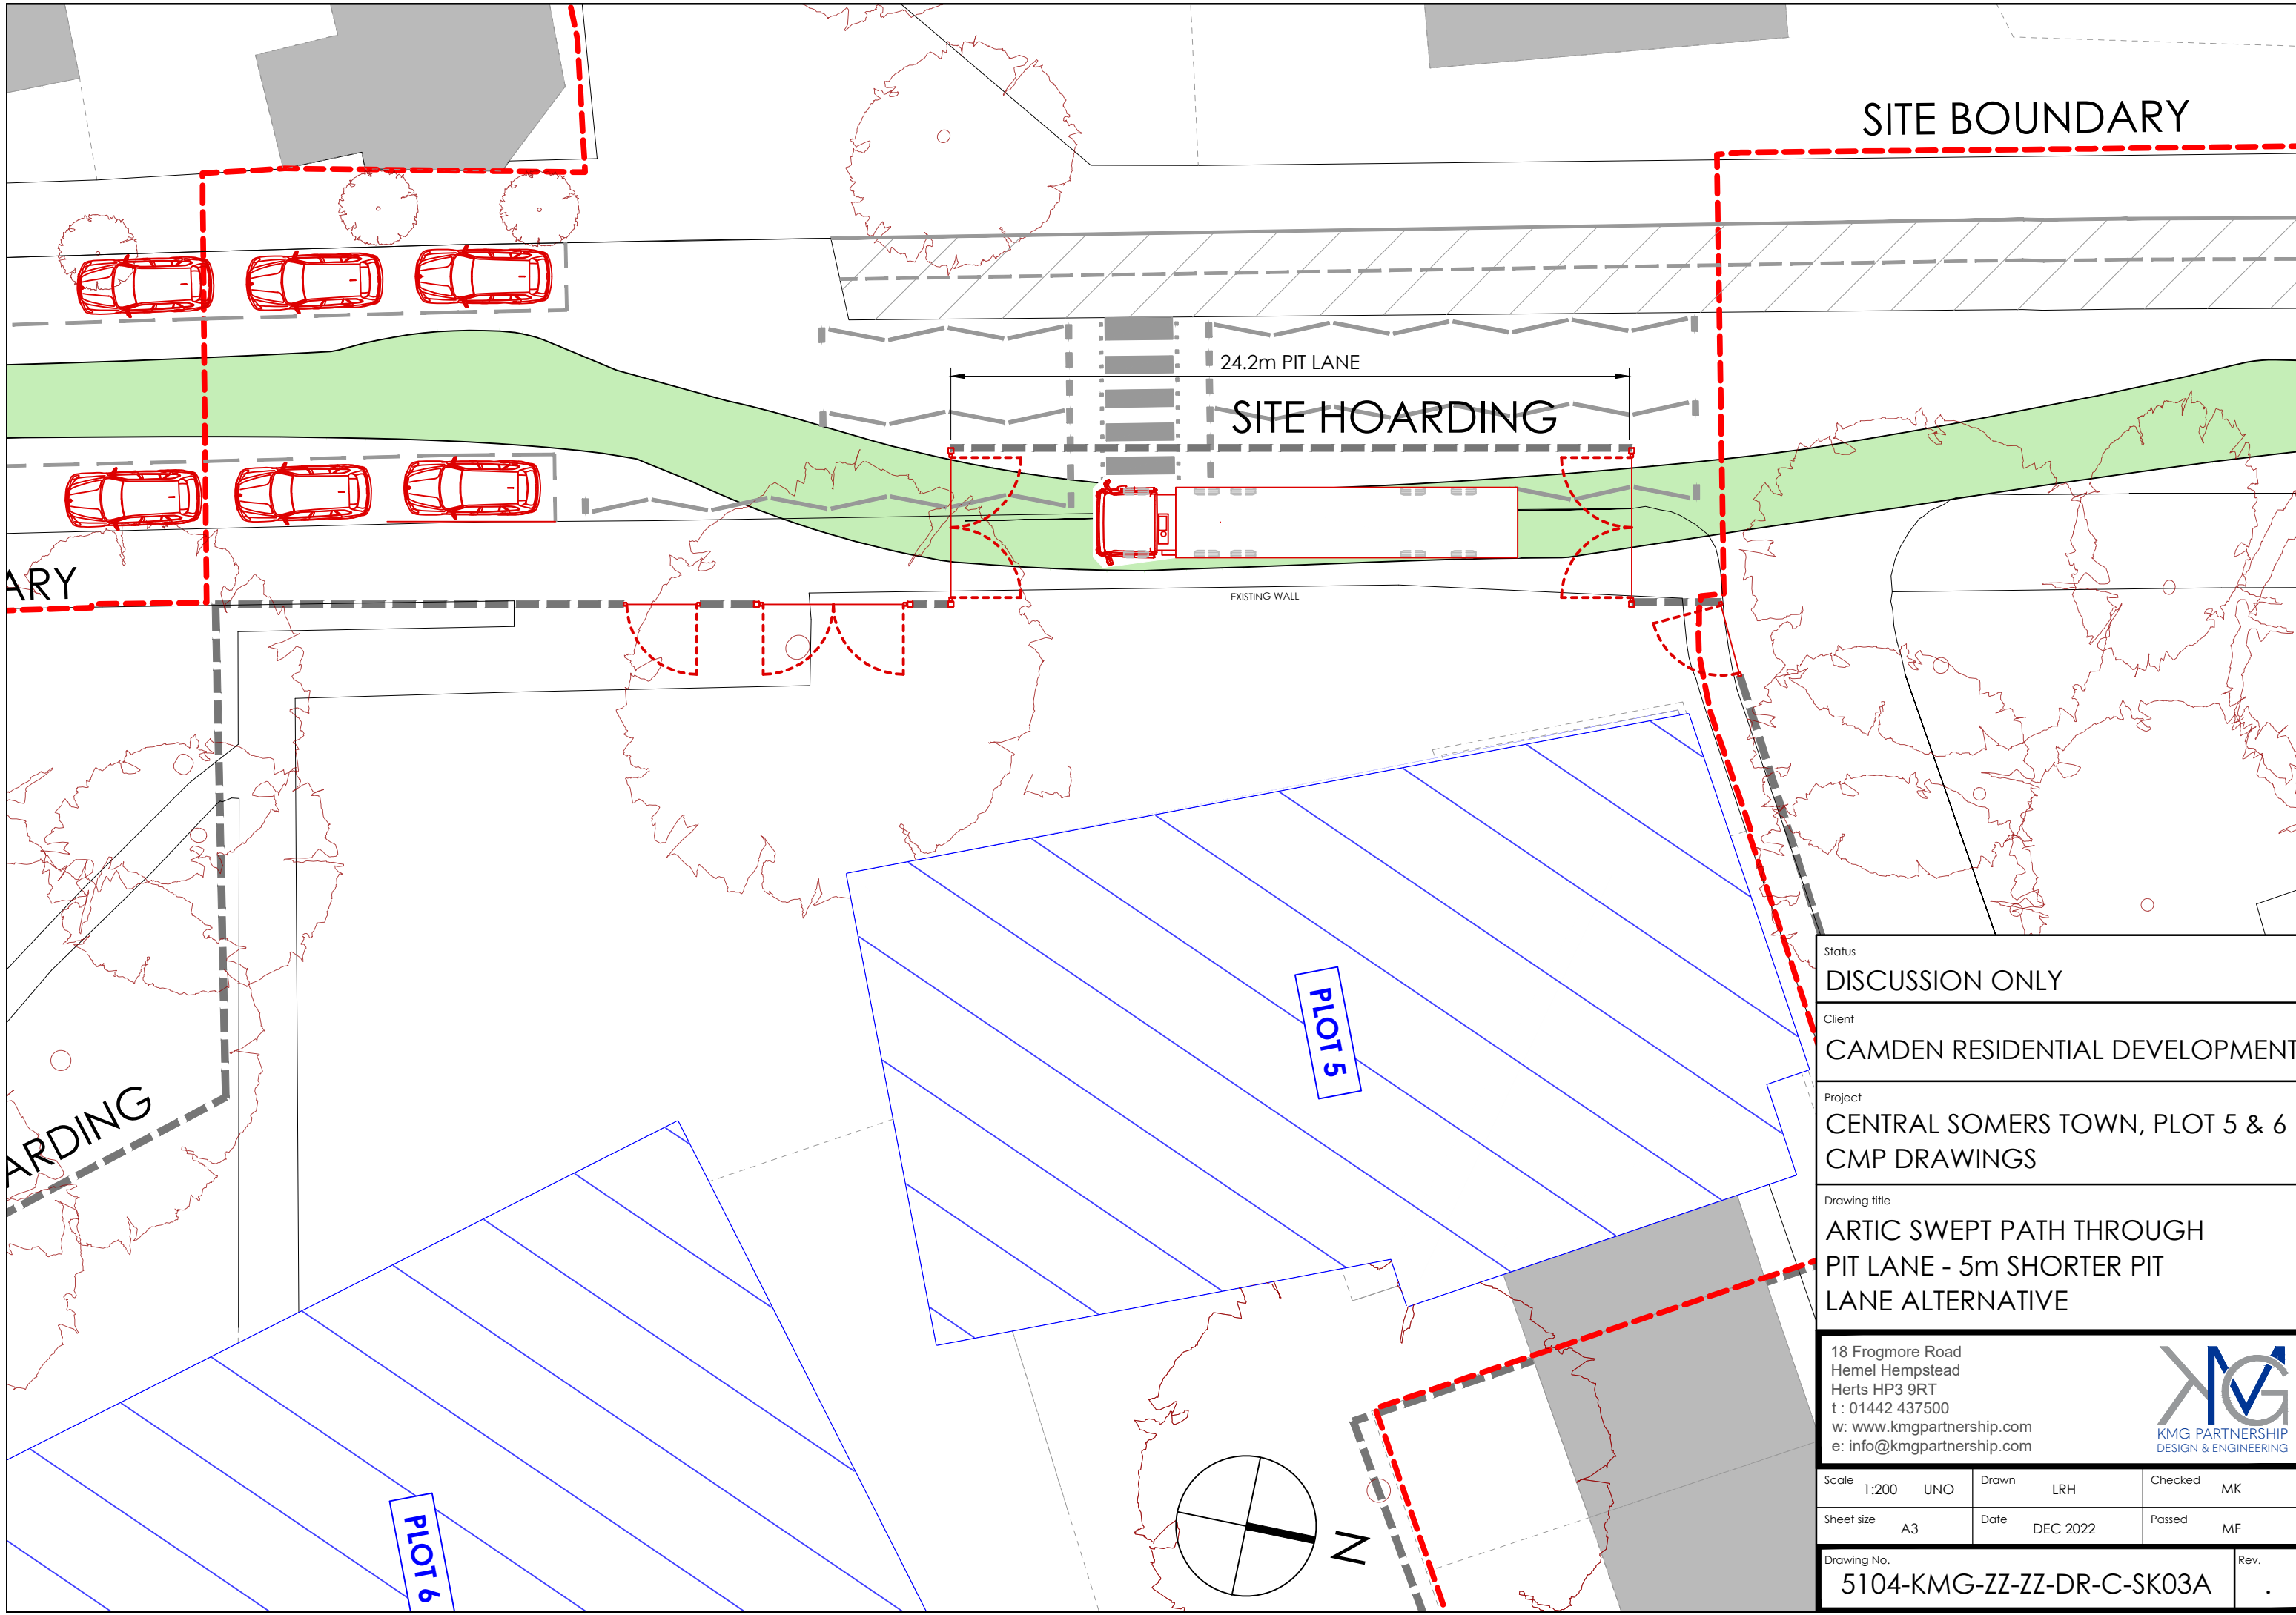 SITE BOUNDARY
24.2m PIT LANE
SITE HOARDING
ARY
EXISTING WALL
PLOT 5
ARDING
PLOT 6
N
Status
DISCUSSION ONLY
Client
CAMDEN RESIDENTIAL DEVELOPMENT
Project
CENTRAL SOMERS TOWN, PLOT 5 & 6
CMP DRAWINGS
Drawing title
ARTIC SWEPT PATH THROUGH
PIT LANE - 5m SHORTER PIT
LANE ALTERNATIVE
18 Frogmore Road
Hemel Hempstead
Herts HP3 9RT
t : 01442 437500
w: www.kmgpartnership.com
e: info@kmgpartnership.com
KMG
KMG PARTNERSHIP
DESIGN & ENGINEERING
Scale 1:200 UNO Drawn LRH Checked MK
Sheet size A3 Date DEC 2022 Passed MF
Drawing No. Rev.
5104-KMG-ZZ-ZZ-DR-C-SK03A .